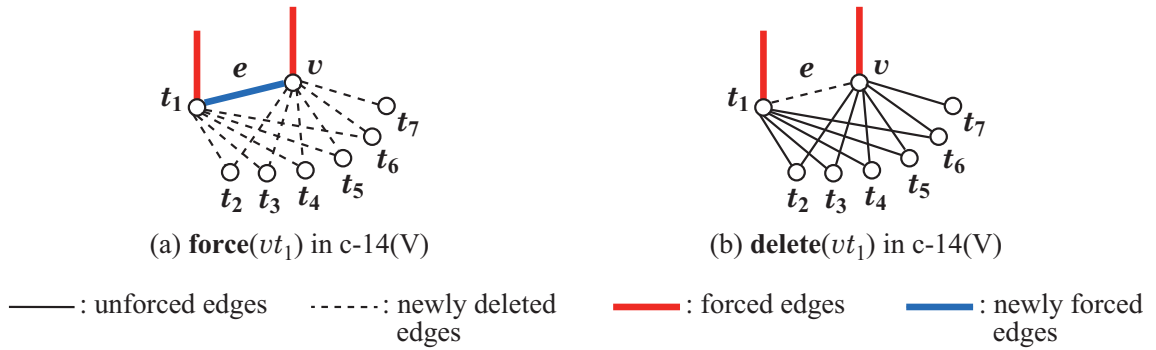 e v
t1
t7
t6
t5
t2 t3 t4
(a) force(vt1) in c-14(V)
e v
t1
t7
t6
t5
t2 t3 t4
(b) delete(vt1) in c-14(V)
: unforced edges
: newly deleted
edges
: forced edges
: newly forced
edges